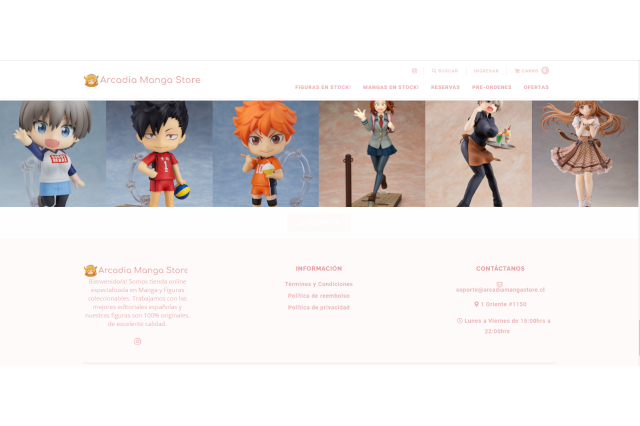 Arcadia Manga Store
BUSCAR
INGRESAR
CARRO 0
FIGURAS EN STOCK!
MANGAS EN STOCK!
RESERVAS
PRE-ORDENES
OFERTAS
Arcadia Manga Store
¡Bienvenidos! Somos tienda online
especializada en Manga y Figuras
coleccionables. Trabajamos con las
mejores editoriales españolas y
nuestras figuras son 100% originales,
de excelente calidad.
INFORMACIÓN
Términos y Condiciones
Política de reembolso
Política de privacidad
CONTÁCTANOS
soporte@arcadiamangastore.cl
1 Oriente #1150
Lunes a Viernes de 15:00hrs a
22:00hrs